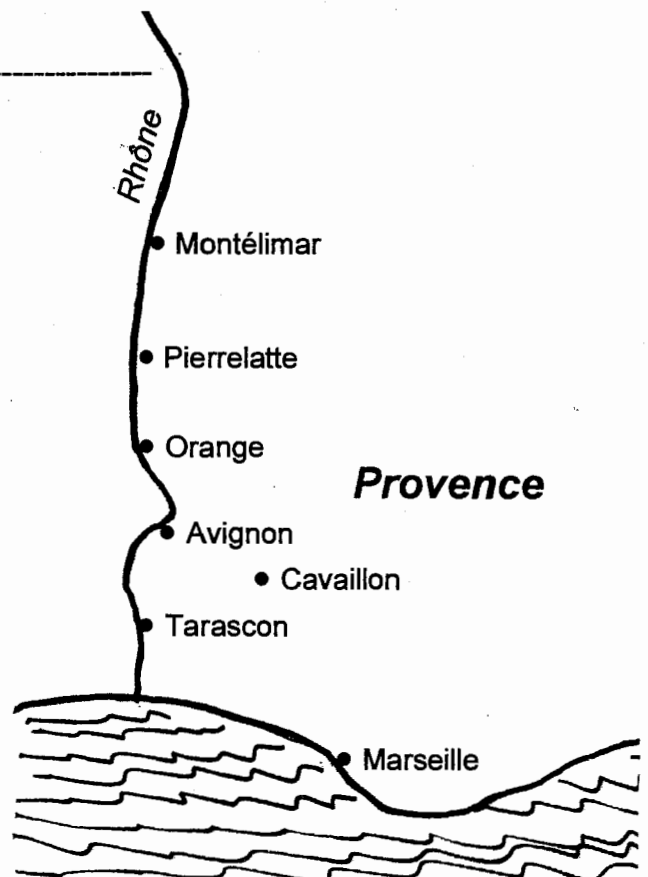 Rhône
Montélimar
Pierrelatte
Orange
Provence
Avignon
Cavaillon
Tarascon
Marseille